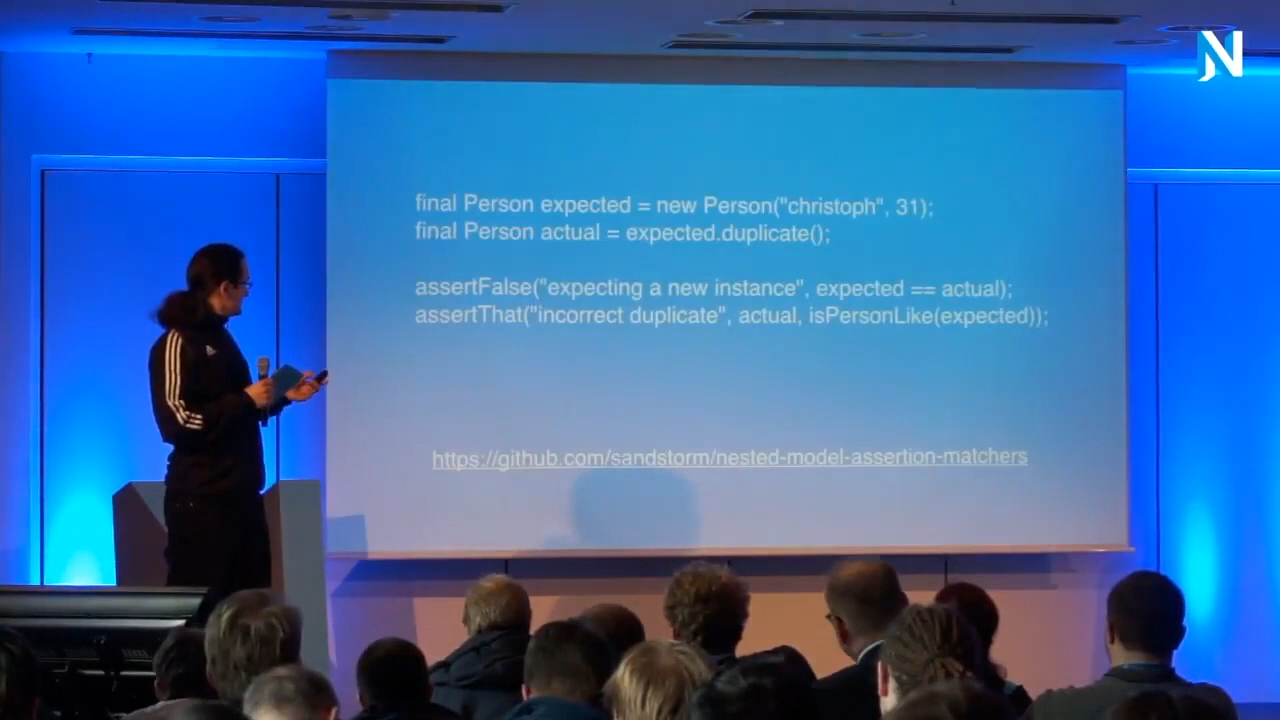 N
final Person expected = new Person("christoph", 31);
final Person actual = expected.duplicate();
assertFalse("expecting a new instance", expected == actual);
assertThat("incorrect duplicate", actual, isPersonLike(expected));
https://github.com/sandstorm/nested-model-assertion-matchers